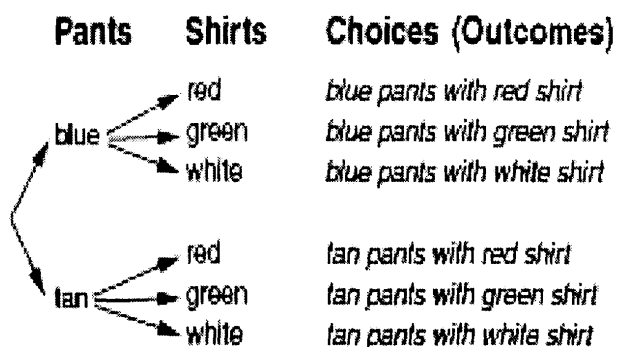 Pants Shirts Choices (Outcomes)
red blue pants with red shirt
blue green blue pants with green shirt
white blue pants with white shirt
red tan pants with red shirt
tan green tan pants with green shirt
white tan pants with white shirt